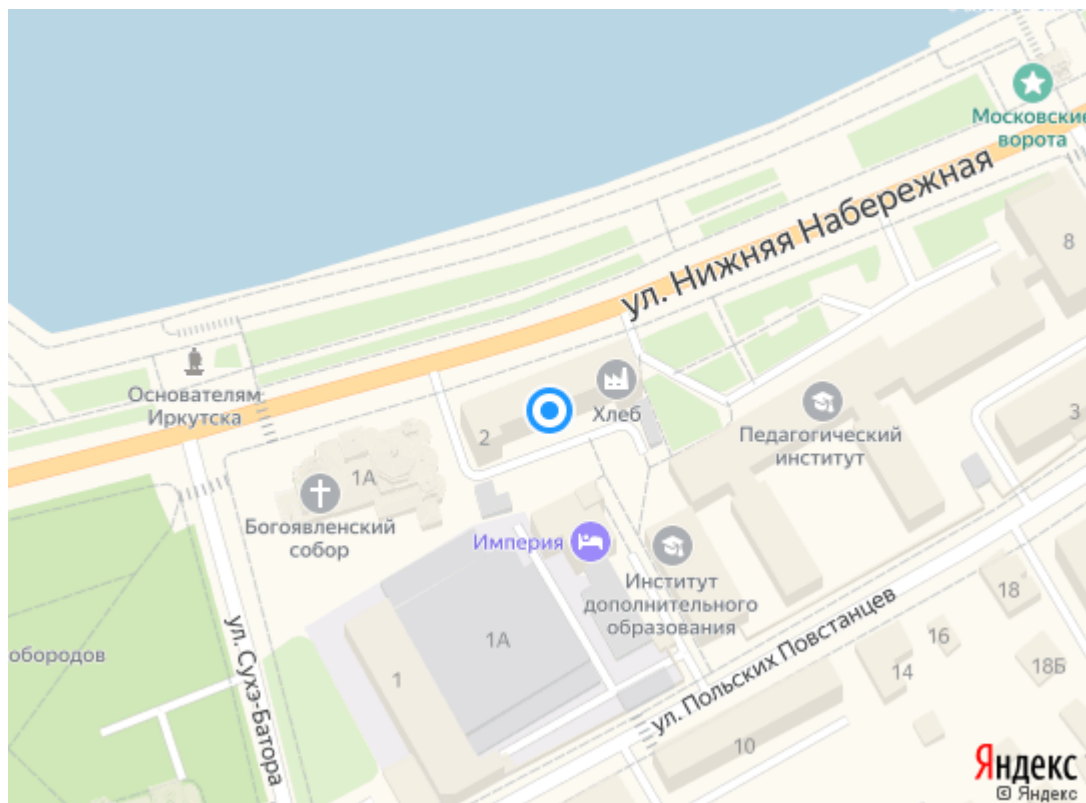 Московские
ворота
ул. Нижняя Набережная
8
Основателям
Иркутска
Хлеб
3
2
Педагогический
институт
1А
Богоявленский
собор
Империя
Институт
дополнительного
образования
18
16
1А
18Б
обородов
14
1
ул. Сухэ-Батора
ул. Польских Повстанцев
10
Яндекс
© Яндекс